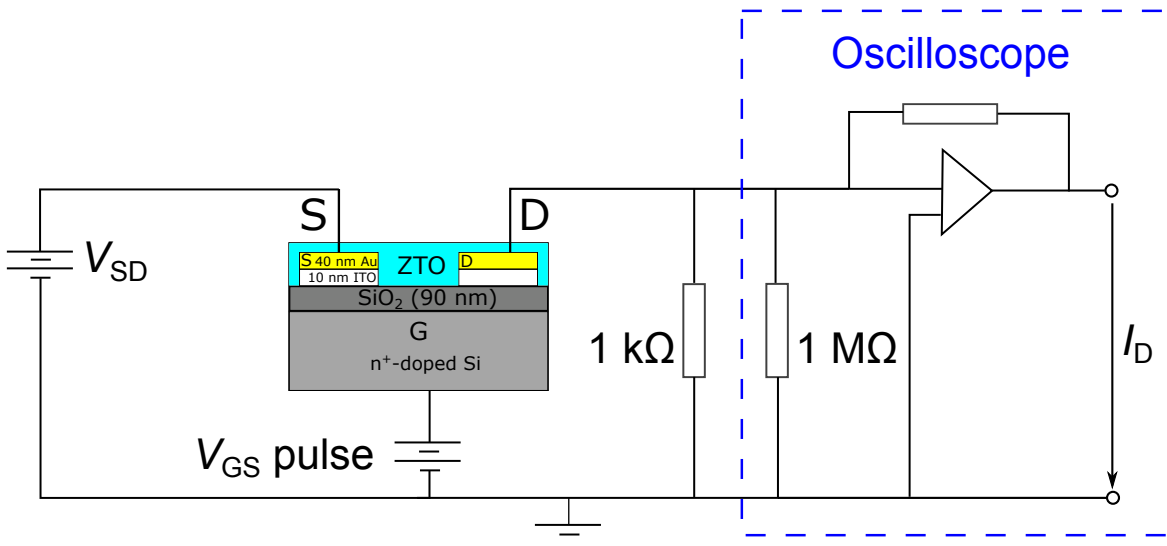 Oscilloscope
S
D
V_SD
S 40 nm Au
ZTO
D
10 nm ITO
SiO₂ (90 nm)
G
n⁺-doped Si
1 kΩ
1 MΩ
I_D
V_GS pulse